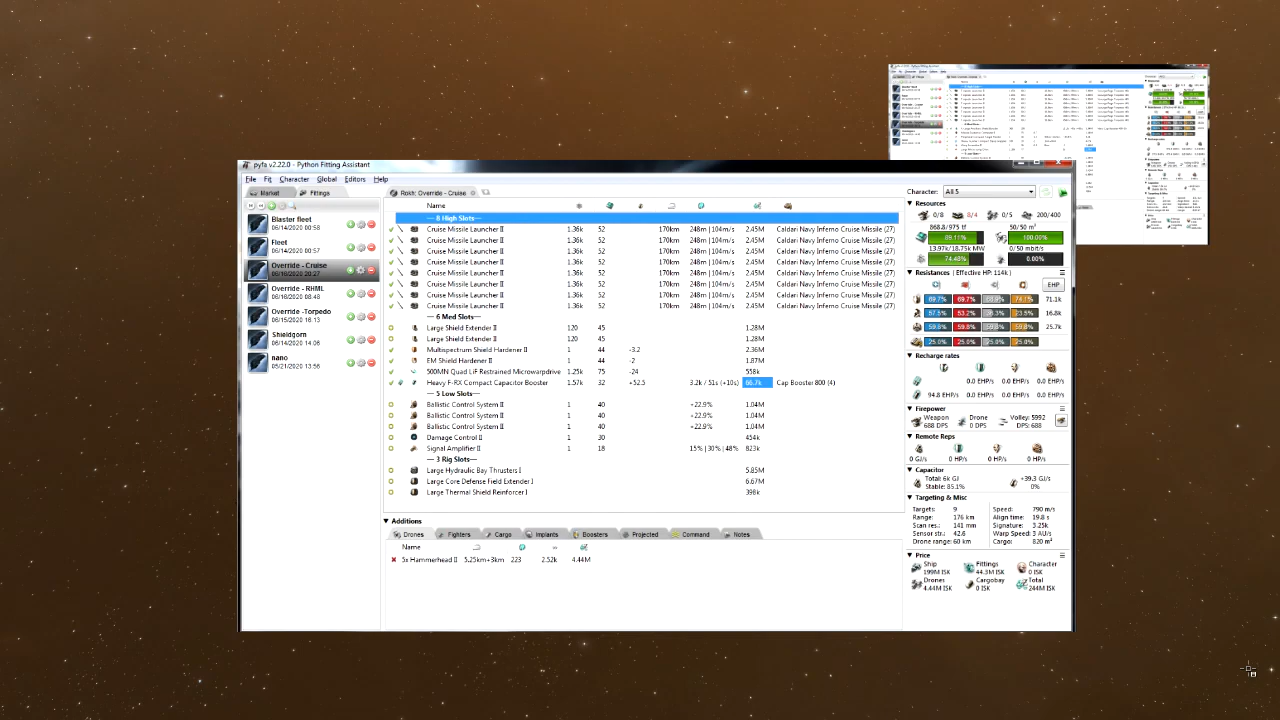 pyfa v2.22.0 - Python Fitting Assistant
File Fit Character Global Editors Help
Market Fittings
Rokh: Override - Cruise
Character: All 5
Blaster fleet
06/14/2020 00:58
Fleet
06/14/2020 00:57
Override - Cruise
06/16/2020 20:27
Override - RHML
06/16/2020 08:48
Override -Torpedo
06/15/2020 16:13
Shieldgorn
06/14/2020 14:06
nano
05/21/2020 13:56
Name
— 8 High Slots—
Cruise Missile Launcher II 1.36k 52 170km 248m | 104m/s 2.45M Caldari Navy Inferno Cruise Missile (27)
Cruise Missile Launcher II 1.36k 52 170km 248m | 104m/s 2.45M Caldari Navy Inferno Cruise Missile (27)
Cruise Missile Launcher II 1.36k 52 170km 248m | 104m/s 2.45M Caldari Navy Inferno Cruise Missile (27)
Cruise Missile Launcher II 1.36k 52 170km 248m | 104m/s 2.45M Caldari Navy Inferno Cruise Missile (27)
Cruise Missile Launcher II 1.36k 52 170km 248m | 104m/s 2.45M Caldari Navy Inferno Cruise Missile (27)
Cruise Missile Launcher II 1.36k 52 170km 248m | 104m/s 2.45M Caldari Navy Inferno Cruise Missile (27)
Cruise Missile Launcher II 1.36k 52 170km 248m | 104m/s 2.45M Caldari Navy Inferno Cruise Missile (27)
Cruise Missile Launcher II 1.36k 52 170km 248m | 104m/s 2.45M Caldari Navy Inferno Cruise Missile (27)
— 6 Med Slots—
Large Shield Extender II 120 45 1.28M
Large Shield Extender II 120 45 1.28M
Multispectrum Shield Hardener II 1 44 -3.2 2.36M
EM Shield Hardener II 1 44 -2 1.87M
500MN Quad LiF Restrained Microwarpdrive 1.25k 75 -24 558k
Heavy F-RX Compact Capacitor Booster 1.57k 32 +52.5 3.2k / 51s (+10s) 66.7k Cap Booster 800 (4)
— 5 Low Slots—
Ballistic Control System II 1 40 +22.9% 1.04M
Ballistic Control System II 1 40 +22.9% 1.04M
Ballistic Control System II 1 40 +22.9% 1.04M
Damage Control II 1 30 454k
Signal Amplifier II 1 18 15% | 30% | 48% 823k
— 3 Rig Slots—
Large Hydraulic Bay Thrusters I 5.85M
Large Core Defense Field Extender I 6.67M
Large Thermal Shield Reinforcer I 398k
Additions
Drones Fighters Cargo Implants Boosters Projected Command Notes
Name
5x Hammerhead II 5.25km+3km 223 2.52k 4.44M
Resources
0/8 8/4 0/5 200/400
868.8/975 tf 50/50 m³
89.11% 100.00%
13.97k/18.75k MW 0/50 mbit/s
74.48% 0.00%
Resistances ( Effective HP: 114k )
EHP
69.7% 69.7% 74.1% 71.1k
57.5% 53.2% 23.5% 16.8k
59.8% 59.8% 59.8% 59.8% 25.7k
25.0% 25.0% 25.0% 25.0%
Recharge rates
0.0 EHP/s 0.0 EHP/s 0.0 EHP/s
94.8 EHP/s 0.0 EHP/s 0.0 EHP/s 0.0 EHP/s
Firepower
Weapon Drone Volley: 5992
688 DPS 0 DPS DPS: 688
Remote Reps
0 GJ/s 0 HP/s 0 HP/s 0 HP/s
Capacitor
Total: 6k GJ +39.3 GJ/s
Stable: 85.1% 0%
Targeting & Misc
Targets: 9 Speed: 790 m/s
Range: 176 km Align time: 19.8 s
Scan res.: 141 mm Signature: 3.25k
Sensor str.: 42.6 Warp Speed: 3 AU/s
Drone range: 60 km Cargo: 820 m³
Price
Ship Fittings Character
199M ISK 44.3M ISK 0 ISK
Drones Cargobay Total
4.44M ISK 0 ISK 244M ISK